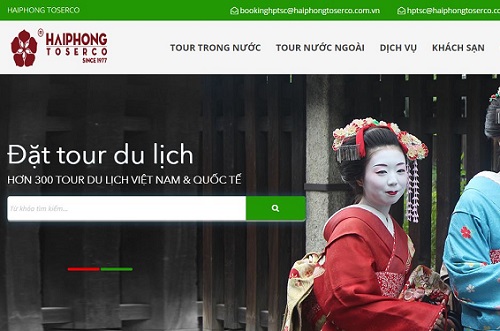 HAIPHONG TOSERCO
bookinghptsc@haiphongtoserco.com.vn
hptsc@haiphongtoserco.co
HAIPHONG
TOSERCO
SINCE 1977
TOUR TRONG NƯỚC
TOUR NƯỚC NGOÀI
DỊCH VỤ
KHÁCH SẠN
Đặt tour du lịch
HƠN 300 TOUR DU LỊCH VIỆT NAM & QUỐC TẾ
Từ khóa tìm kiếm...